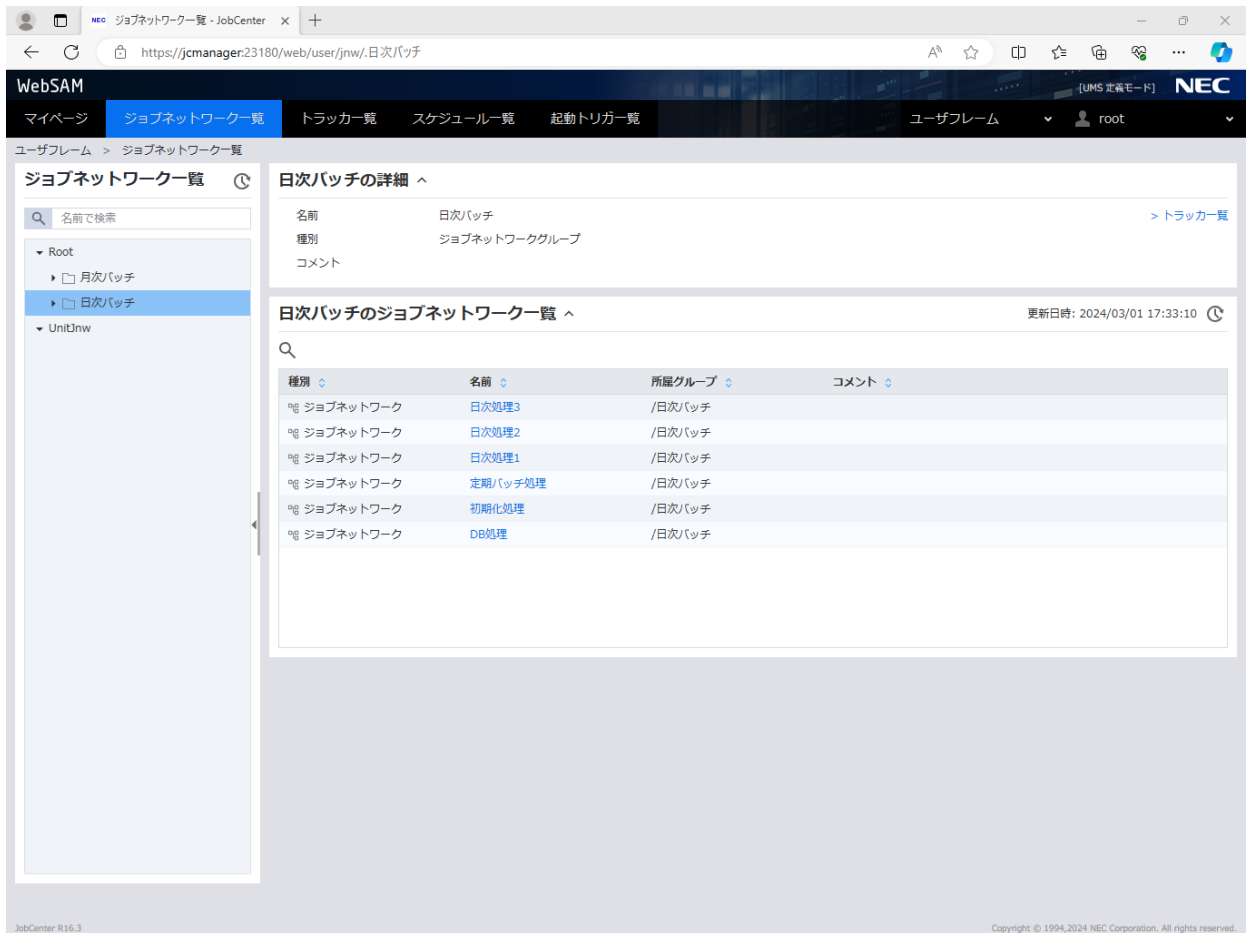 NEC ジョブネットワーク一覧 - JobCenter
https://jcmanager:23180/web/user/jnw/.日次バッチ
WebSAM
[UMS 定義モード] NEC
マイページ ジョブネットワーク一覧 トラッカ一覧 スケジュール一覧 起動トリガ一覧 ユーザフレーム root
ユーザフレーム > ジョブネットワーク一覧
ジョブネットワーク一覧
名前で検索
Root
月次バッチ
日次バッチ
UnitJnw
日次バッチの詳細
名前 日次バッチ > トラッカ一覧
種別 ジョブネットワークグループ
コメント
日次バッチのジョブネットワーク一覧 更新日時: 2024/03/01 17:33:10
種別 名前 所属グループ コメント
ジョブネットワーク 日次処理3 /日次バッチ
ジョブネットワーク 日次処理2 /日次バッチ
ジョブネットワーク 日次処理1 /日次バッチ
ジョブネットワーク 定期バッチ処理 /日次バッチ
ジョブネットワーク 初期化処理 /日次バッチ
ジョブネットワーク DB処理 /日次バッチ
JobCenter R16.3 Copyright © 1994,2024 NEC Corporation. All rights reserved.